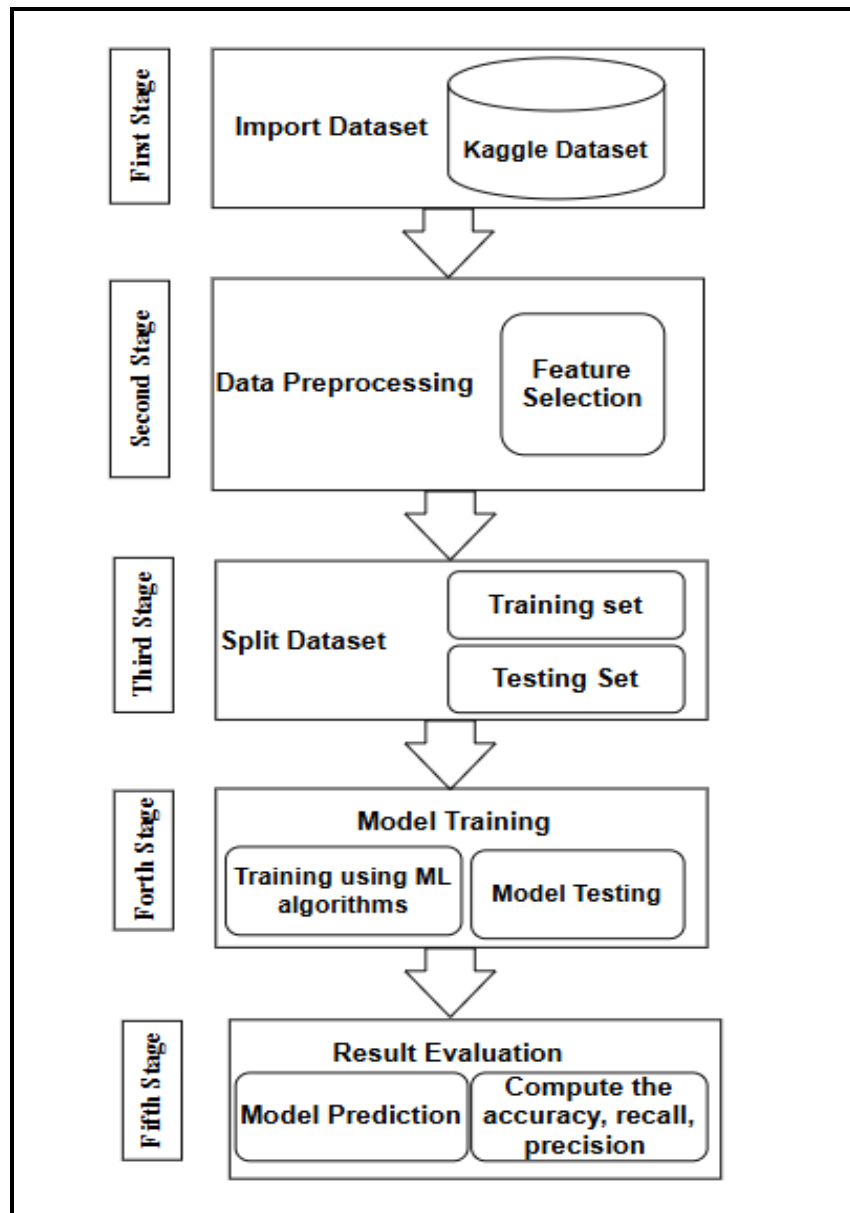 First Stage
Import Dataset
Kaggle Dataset
Second Stage
Data Preprocessing
Feature
Selection
Third Stage
Split Dataset
Training set
Testing Set
Forth Stage
Model Training
Training using ML
algorithms
Model Testing
Fifth Stage
Result Evaluation
Model Prediction
Compute the
accuracy, recall,
precision